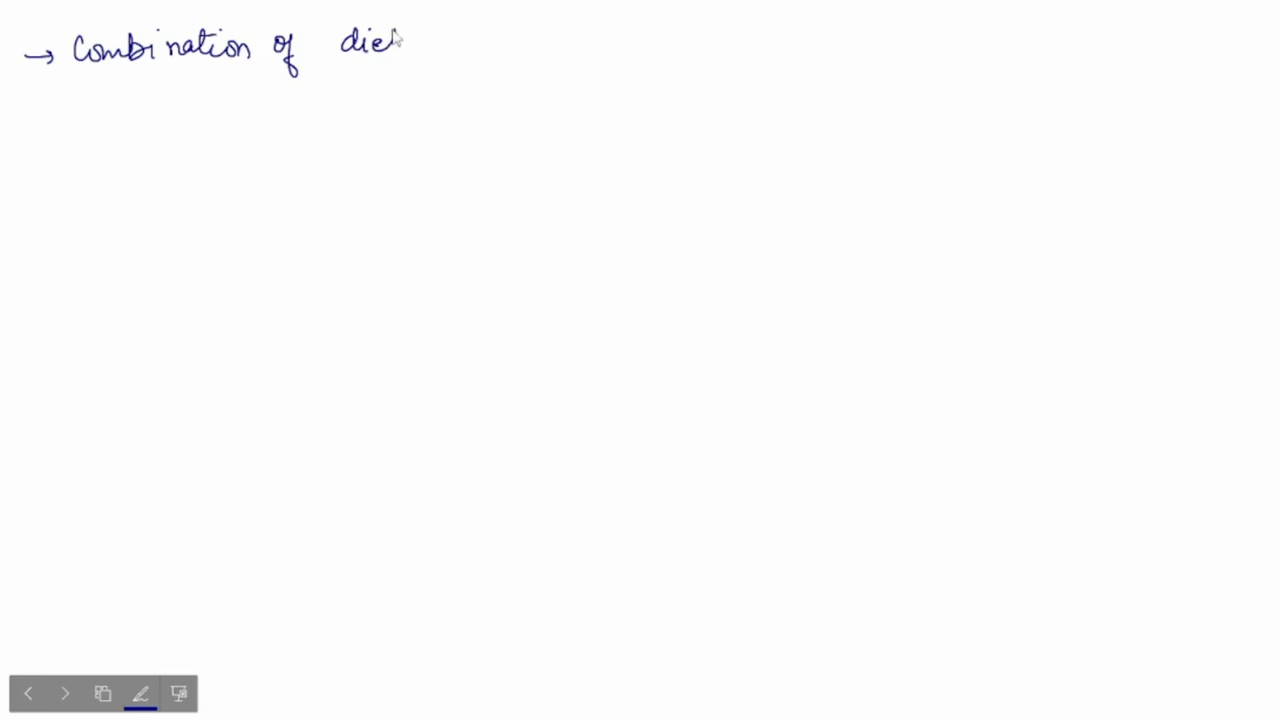 → Combination of die